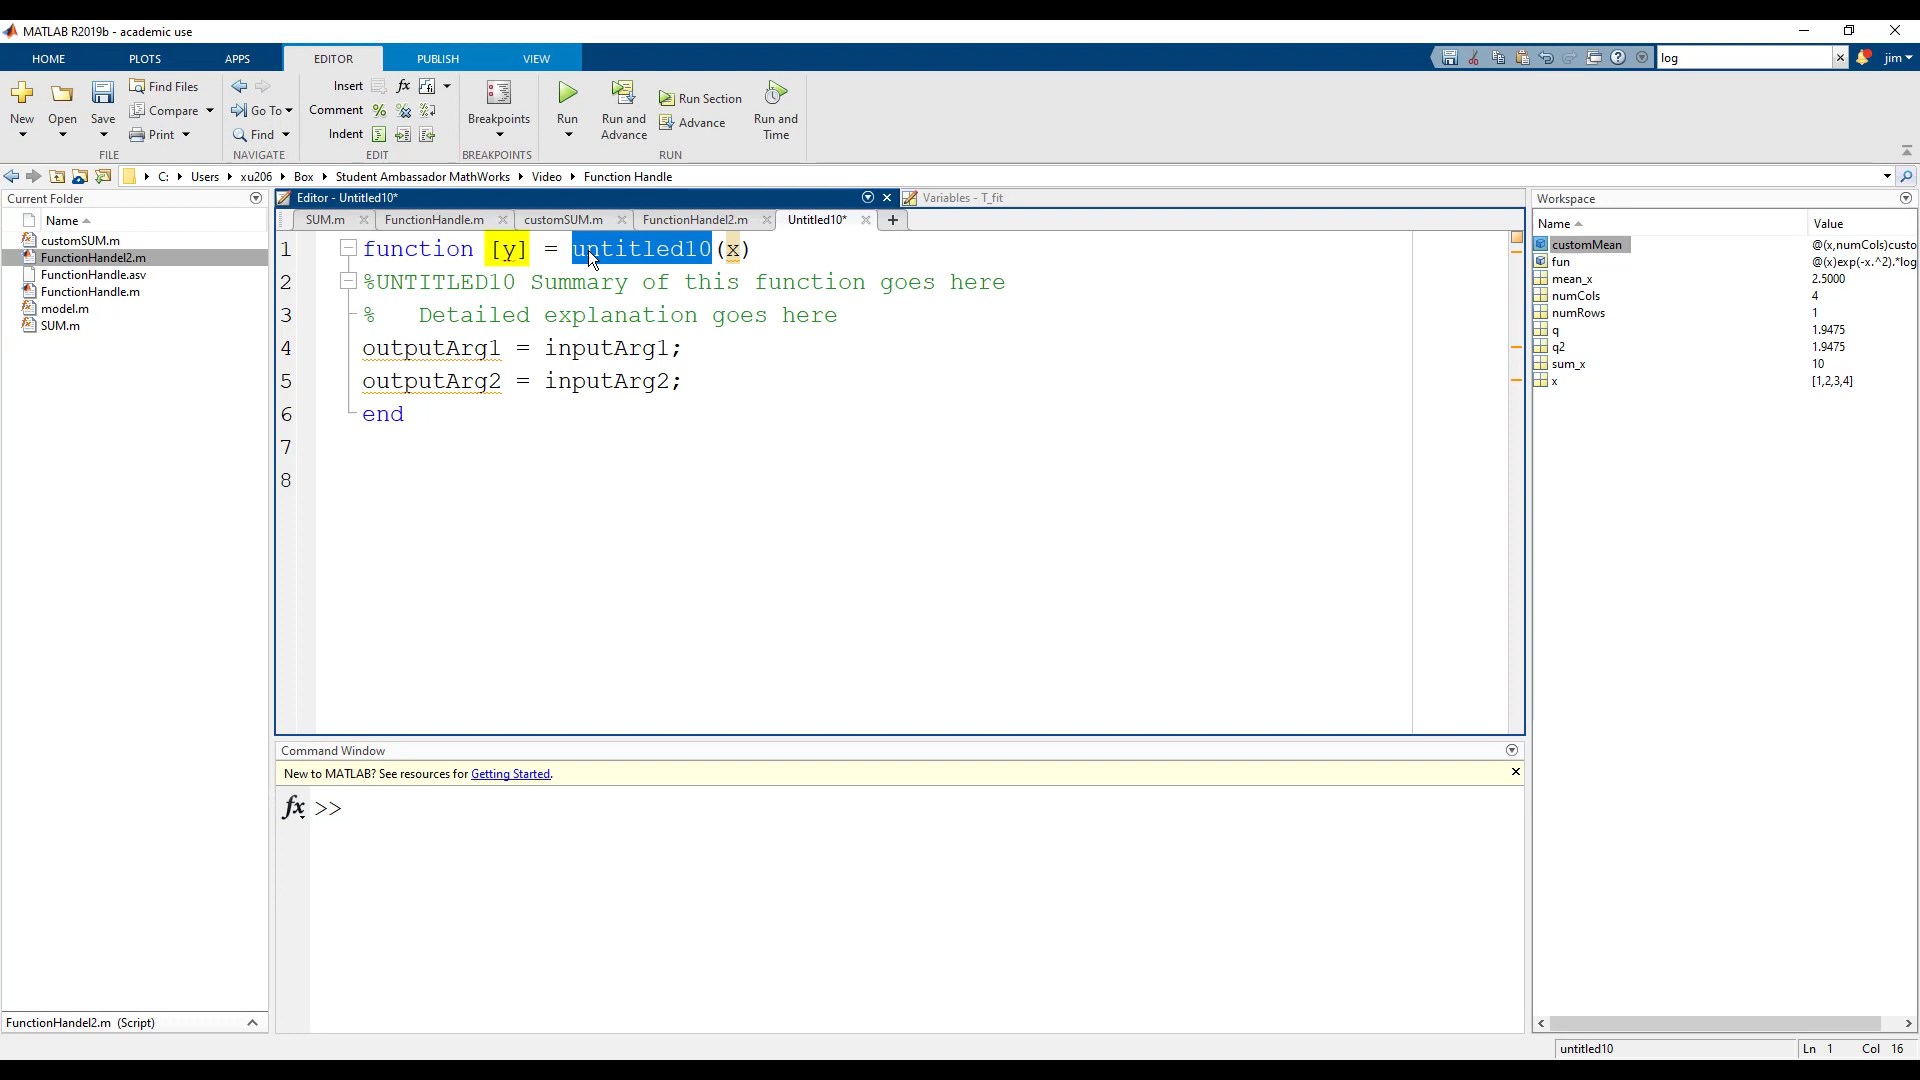 MATLAB R2019b - academic use
HOME PLOTS APPS EDITOR PUBLISH VIEW log jim
New Open Save Find Files Compare Print
FILE
Go To Find
NAVIGATE
Insert fx
Comment
Indent
EDIT
Breakpoints
BREAKPOINTS
Run Run and Advance Run Section Advance Run and Time
RUN
C: Users xu206 Box Student Ambassador MathWorks Video Function Handle
Current Folder
Name
customSUM.m
FunctionHandel2.m
FunctionHandle.asv
FunctionHandle.m
model.m
SUM.m
FunctionHandel2.m (Script)
Editor - Untitled10*
Variables - T_fit
SUM.m FunctionHandle.m customSUM.m FunctionHandel2.m Untitled10*
1 function [y] = untitled10(x)
2 %UNTITLED10 Summary of this function goes here
3 % Detailed explanation goes here
4 outputArg1 = inputArg1;
5 outputArg2 = inputArg2;
6 end
7
8
Command Window
New to MATLAB? See resources for Getting Started.
fx >>
Workspace
Name Value
customMean @(x,numCols)custo
fun @(x)exp(-x.^2).*log
mean_x 2.5000
numCols 4
numRows 1
q 1.9475
q2 1.9475
sum_x 10
x [1,2,3,4]
untitled10 Ln 1 Col 16